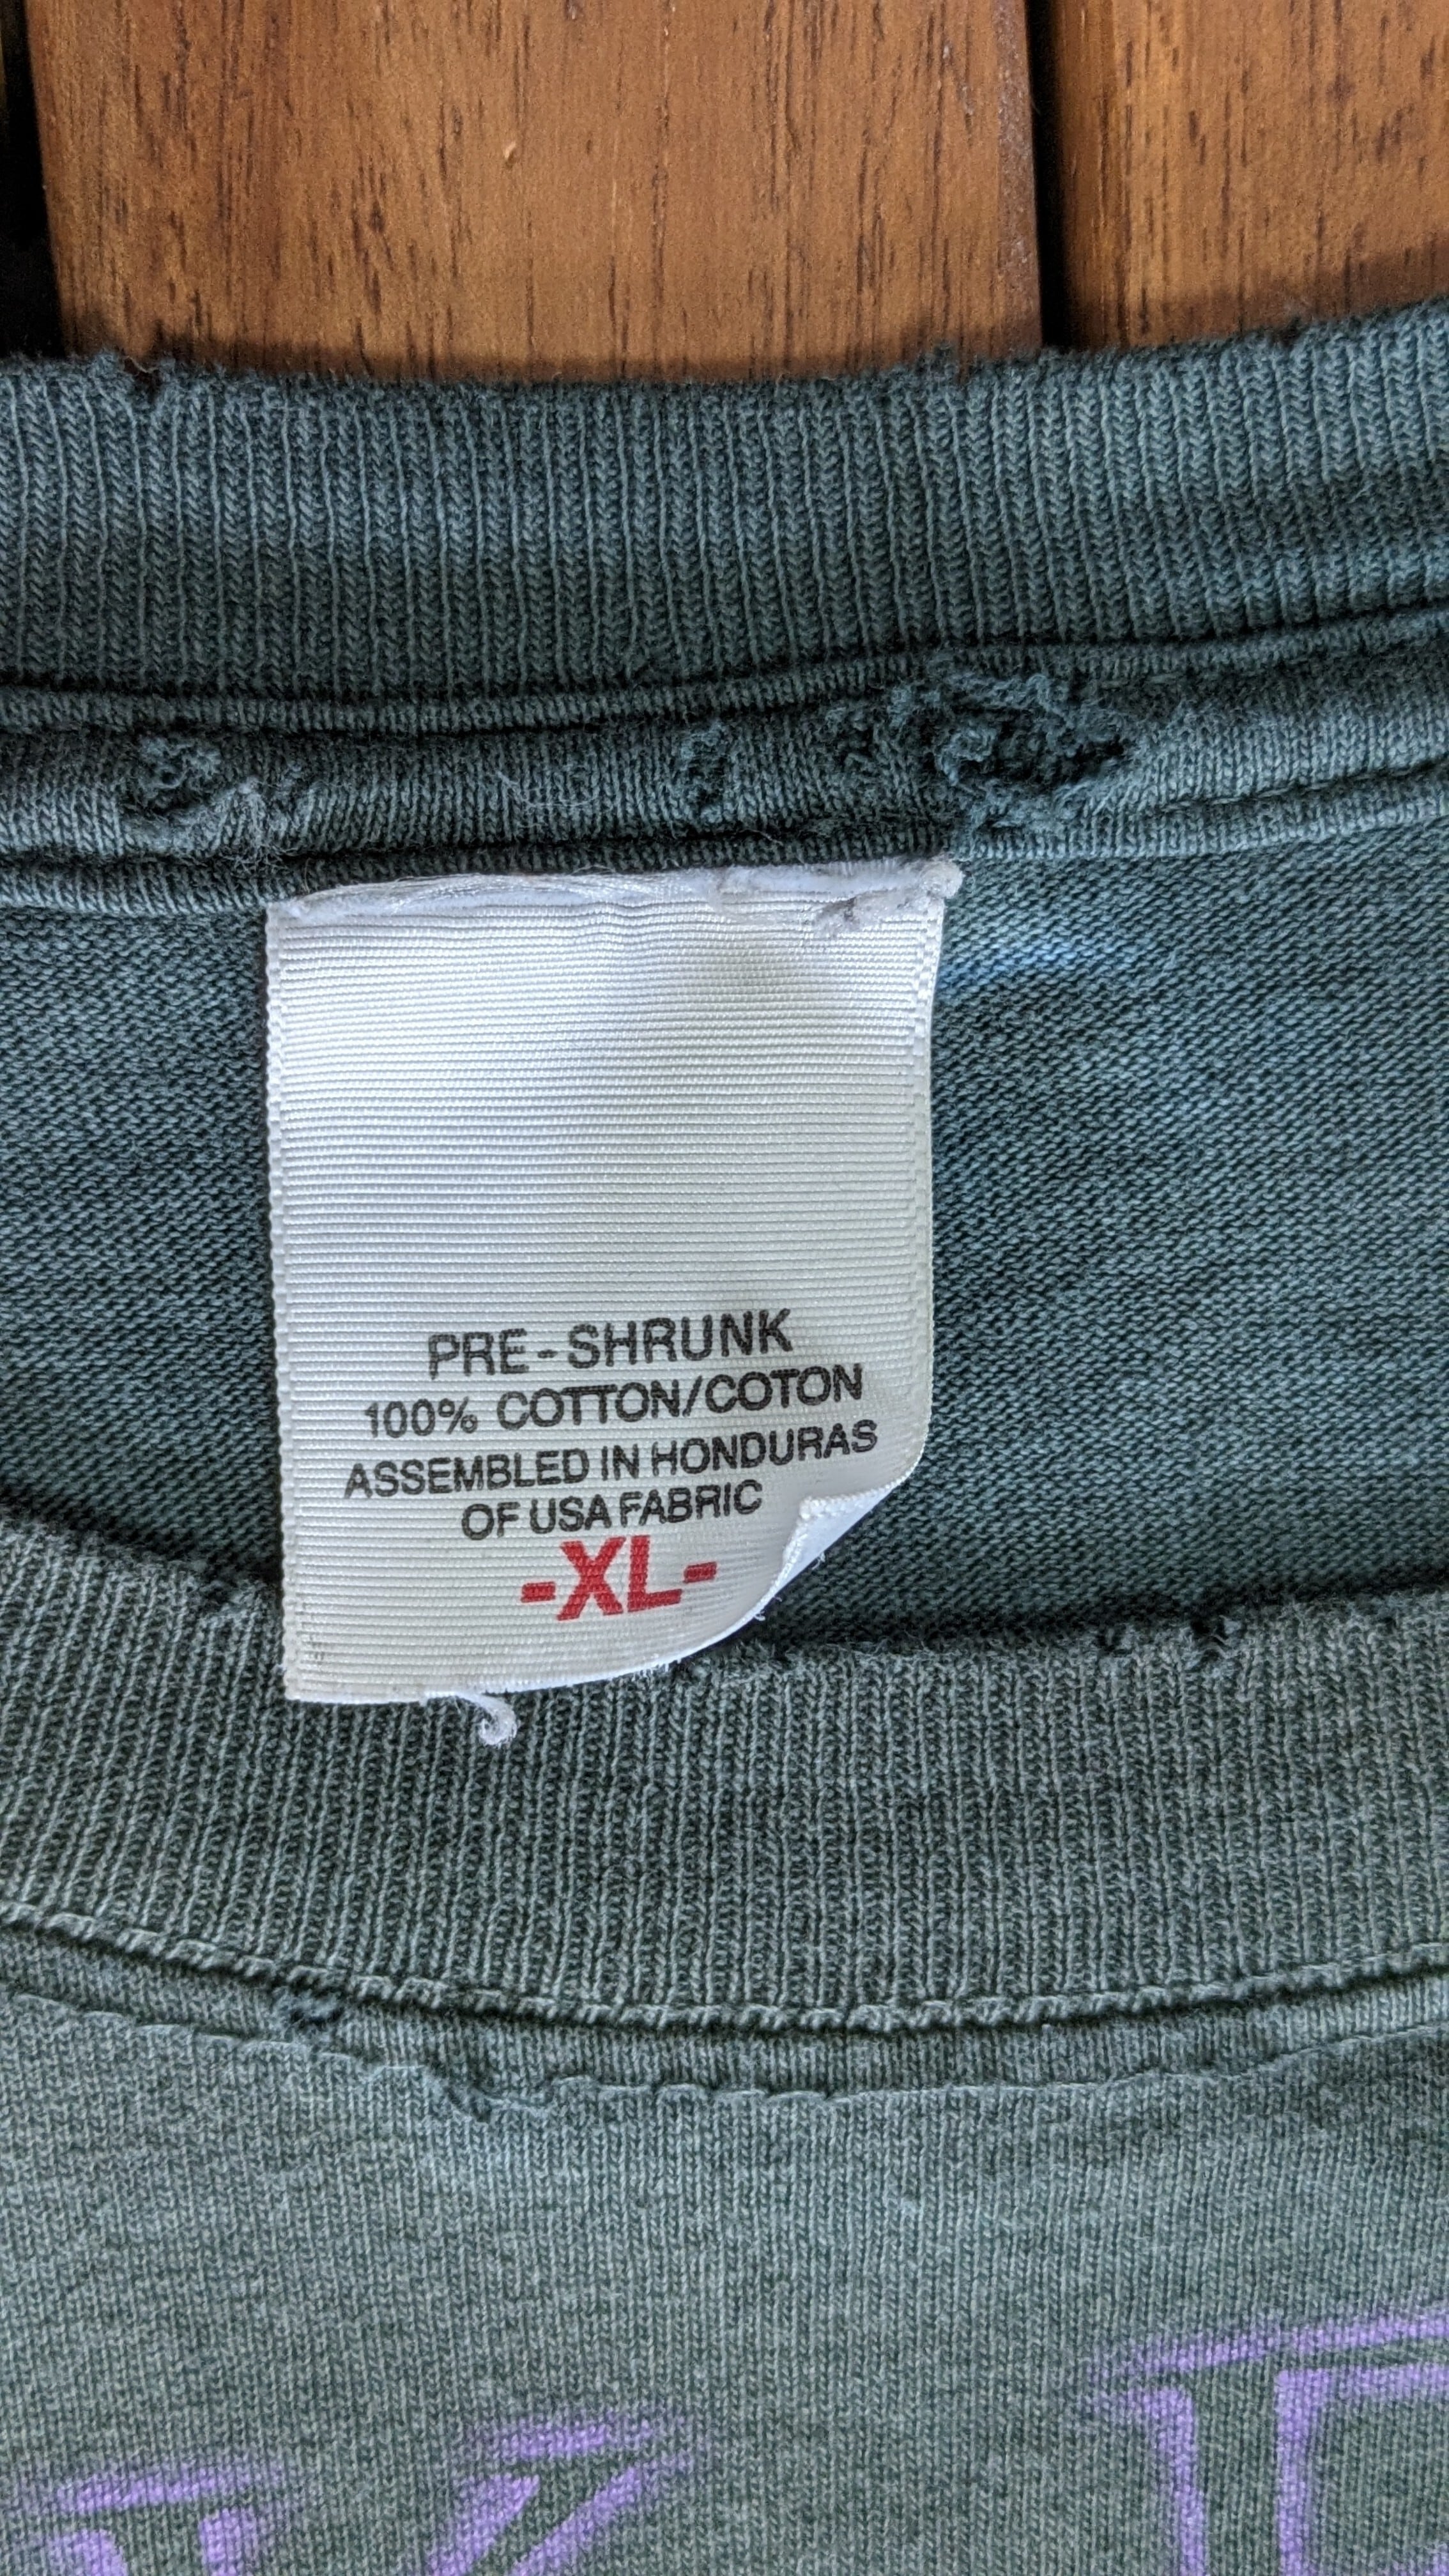 PRE-SHRUNK
100% COTTON/COTON
ASSEMBLED IN HONDURAS
OF USA FABRIC
-XL-